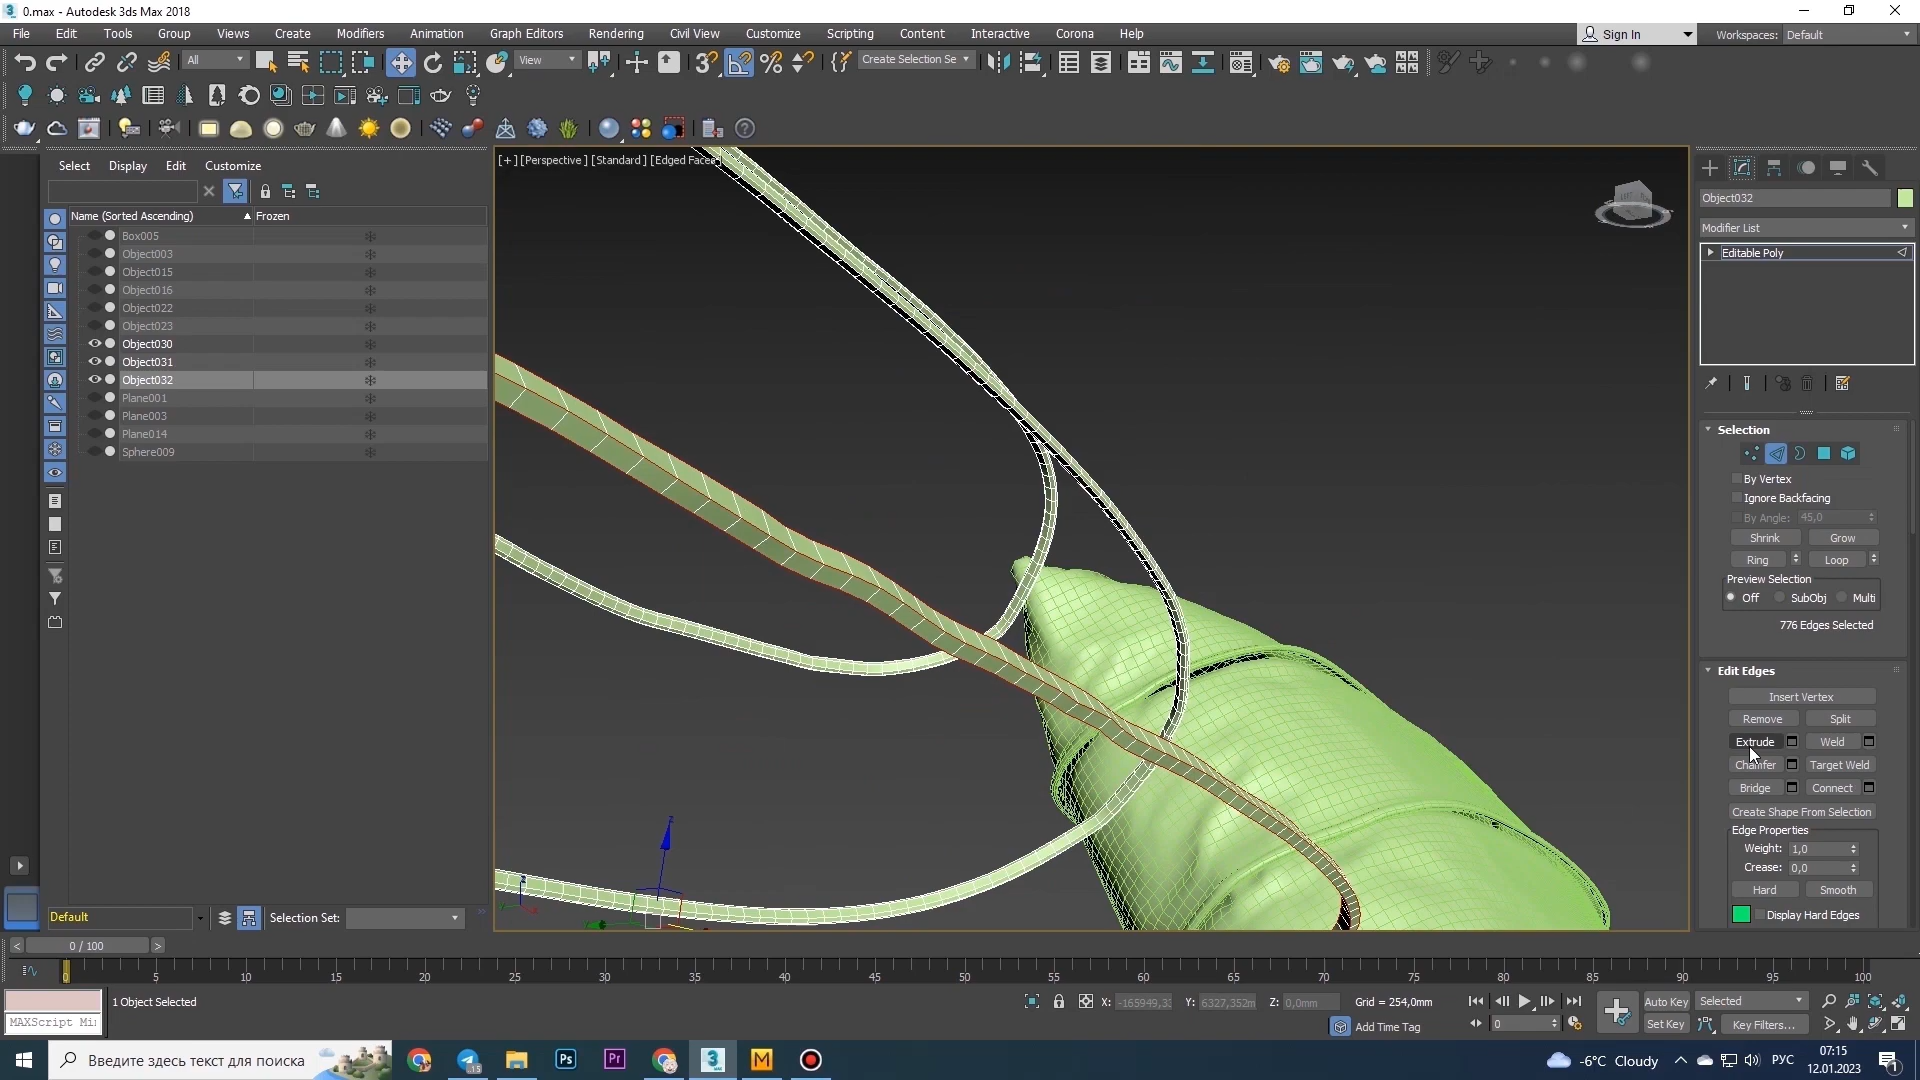 0.max - Autodesk 3ds Max 2018
File Edit Tools Group Views Create Modifiers Animation Graph Editors Rendering Civil View Customize Scripting Content Interactive Corona Help
Sign In
Workspaces: Default
All
View
Create Selection Se
Select Display Edit Customize
Name (Sorted Ascending) Frozen
Box005
Object003
Object015
Object016
Object022
Object023
Object030
Object031
Object032
Plane001
Plane003
Plane014
Sphere009
[+] [Perspective ] [Standard ] [Edged Faces
Object032
Modifier List
Editable Poly
Selection
By Vertex
Ignore Backfacing
By Angle: 45,0
Shrink Grow
Ring Loop
Preview Selection
Off SubObj Multi
776 Edges Selected
Edit Edges
Insert Vertex
Remove Split
Extrude Weld
Chamfer Target Weld
Bridge Connect
Create Shape From Selection
Edge Properties
Weight: 1,0
Crease: 0,0
Hard Smooth
Display Hard Edges
Default
Selection Set:
< 0 / 100 >
0 5 10 15 20 25 30 35 40 45 50 55 60 65 70 75 80 85 90 95 100
1 Object Selected
MAXScript Mi
X: -165949,33 Y: 6327,352m Z: 0,0mm Grid = 254,0mm
Add Time Tag
0
Auto Key Selected
Set Key Key Filters...
Введите здесь текст для поиска
.15
Ps
Pr
3
M
-6°C Cloudy
РУС
07:15
12.01.2023
1